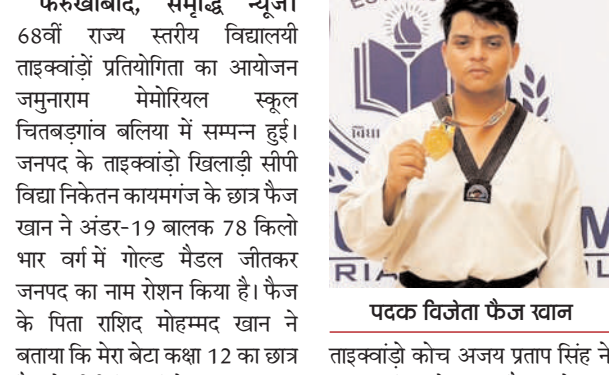 फर्रुखाबाद, समृद्धि न्यूज।
68वीं राज्य स्तरीय विद्यालयी
ताइक्वांड़ों प्रतियोगिता का आयोजन
जमुनाराम मेमोरियल स्कूल
चितबड़गांव बलिया में सम्पन्न हुई।
जनपद के ताइक्वांड़ो खिलाड़ी सीपी
विद्या निकेतन कायमगंज के छात्र फैज
खान ने अंडर-19 बालक 78 किलो
भार वर्ग में गोल्ड मैडल जीतकर
जनपद का नाम रोशन किया है। फैज
के पिता राशिद मोहम्मद खान ने
बताया कि मेरा बेटा कक्षा 12 का छात्र
विद्या
RIA
M
L
पदक विजेता फैज खान
ताइक्वांड़ो कोच अजय प्रताप सिंह ने